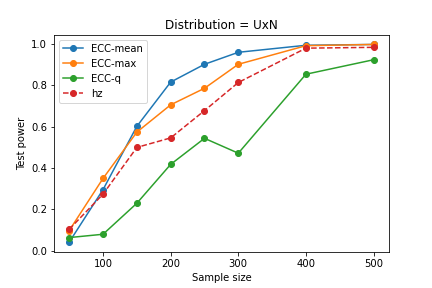 Distribution = UxN
ECC-mean
ECC-max
ECC-q
hz
Test power
1.0
0.8
0.6
0.4
0.2
0.0
100 200 300 400 500
Sample size